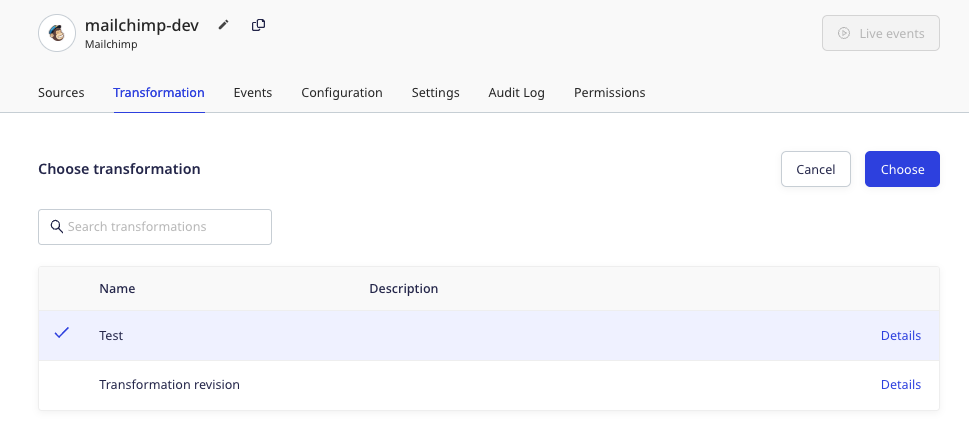 mailchimp-dev
Mailchimp
Live events
Sources Transformation Events Configuration Settings Audit Log Permissions
Choose transformation
Cancel Choose
Search transformations
Name Description
Test Details
Transformation revision Details